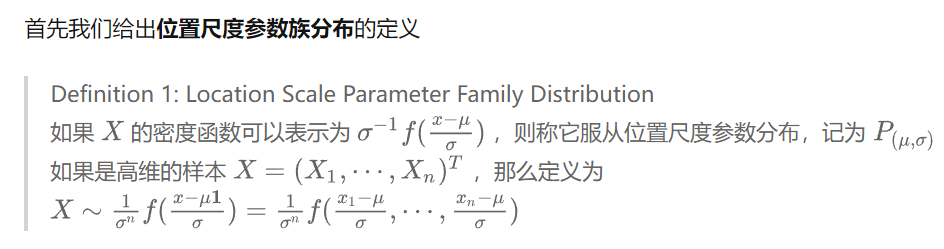 首先我们给出位置尺度参数族分布的定义
Definition 1: Location Scale Parameter Family Distribution
如果 $X$ 的密度函数可以表示为 $\sigma^{-1} f(\frac{x-\mu}{\sigma})$ ，则称它服从位置尺度参数分布，记为 $P_{(\mu,\sigma)}$
如果是高维的样本 $X = (X_1, \cdots, X_n)^T$ ，那么定义为
$X \sim \frac{1}{\sigma^n} f(\frac{x-\mu\mathbf{1}}{\sigma}) = \frac{1}{\sigma^n} f(\frac{x_1-\mu}{\sigma}, \cdots, \frac{x_n-\mu}{\sigma})$